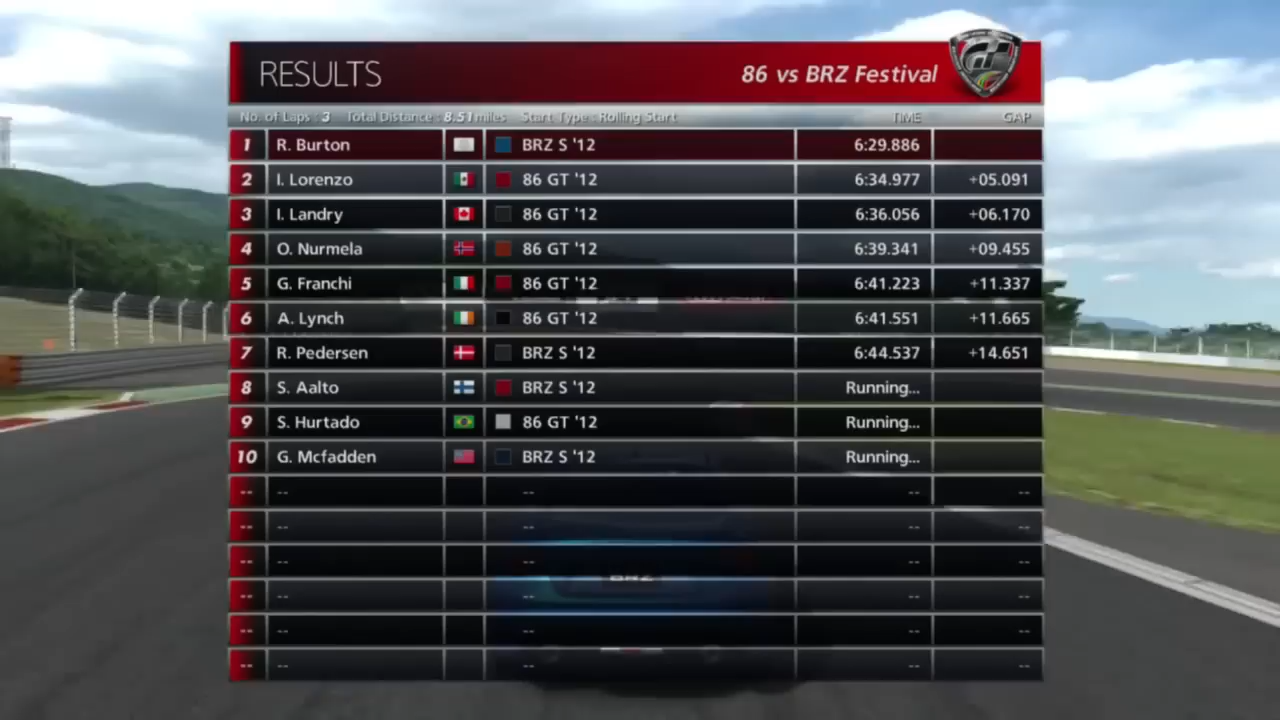 RESULTS 86 vs BRZ Festival
No. of Laps : 3 Total Distance : 8.51miles Start Type : Rolling Start TIME GAP
1 R. Burton BRZ S '12 6:29.886
2 I. Lorenzo 86 GT '12 6:34.977 +05.091
3 I. Landry 86 GT '12 6:36.056 +06.170
4 O. Nurmela 86 GT '12 6:39.341 +09.455
5 G. Franchi 86 GT '12 6:41.223 +11.337
6 A. Lynch 86 GT '12 6:41.551 +11.665
7 R. Pedersen BRZ S '12 6:44.537 +14.651
8 S. Aalto BRZ S '12 Running...
9 S. Hurtado 86 GT '12 Running...
10 G. Mcfadden BRZ S '12 Running...
-- -- -- -- --
-- -- -- -- --
-- -- -- -- --
BRZ
-- -- -- -- --
-- -- -- -- --
-- -- -- -- --